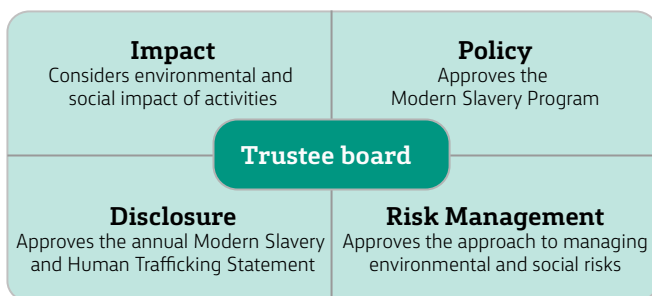 Impact
Considers environmental and
social impact of activities
Policy
Approves the
Modern Slavery Program
Trustee board
Disclosure
Approves the annual Modern Slavery
and Human Trafficking Statement
Risk Management
Approves the approach to managing
environmental and social risks